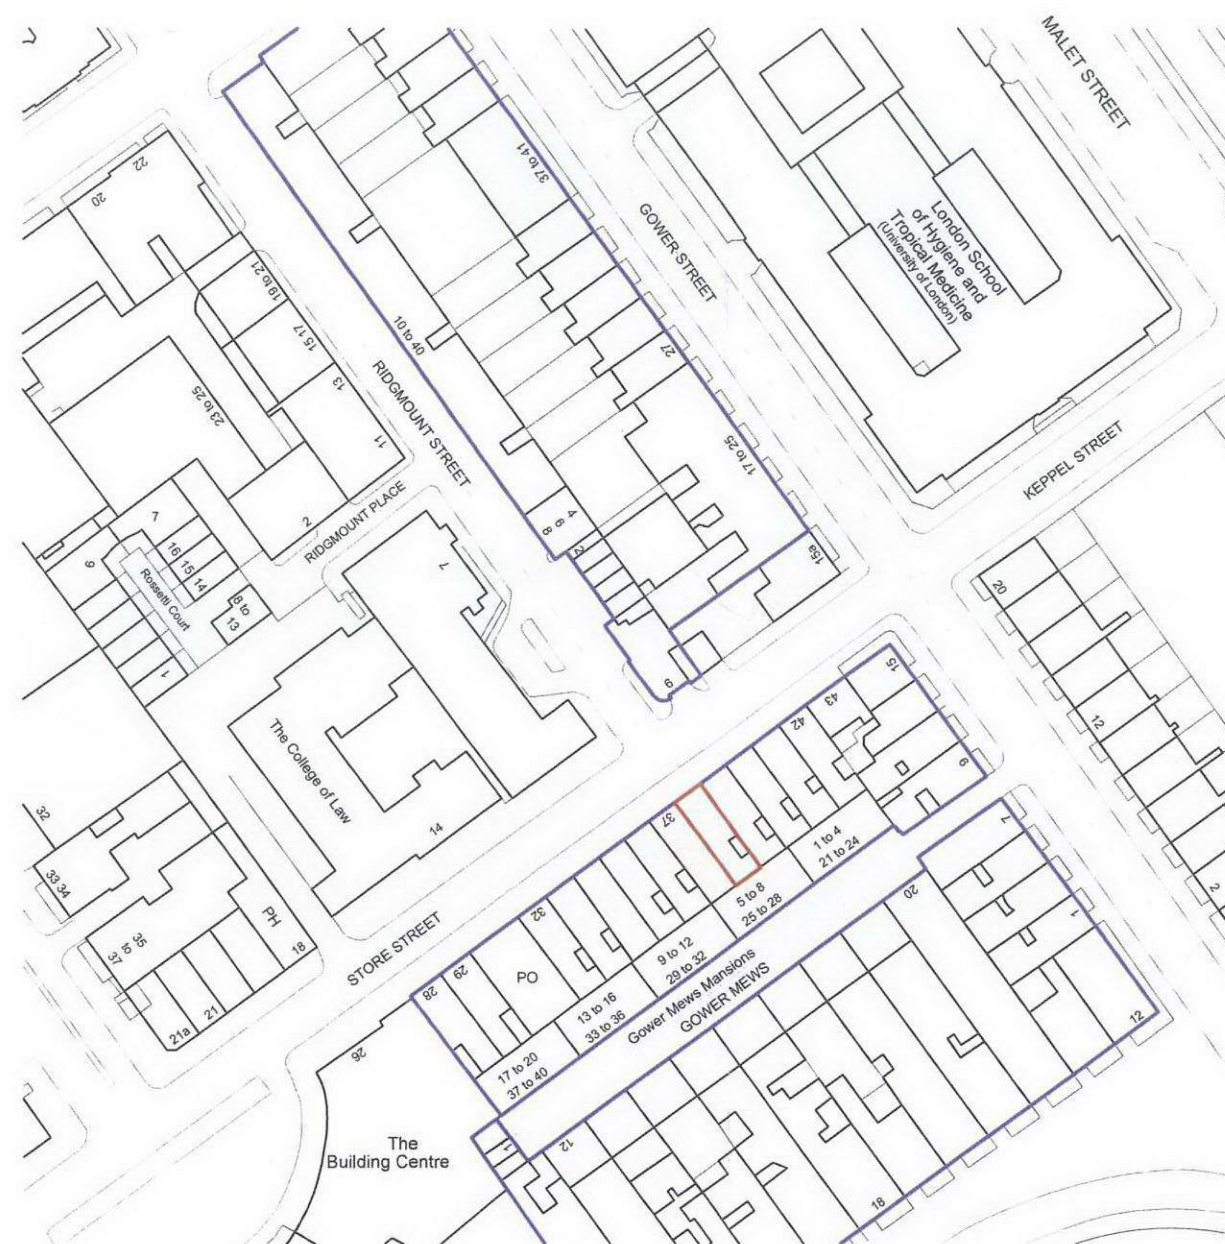 MALET STREET
22
20
37 to 41
GOWER STREET
London School
of Hygiene and
Tropical Medicine
(University of London)
19 to 21
15 17
13
11
10 to 40
RIDGMOUNT STREET
27
23 to 25
17 to 25
KEPPEL STREET
2
RIDGMOUNT PLACE
4
6
8
2
15a
7
16
15
14
8 to
13
9
Rossetti Court
1
7
20
9
15
43
42
12
9
The College of Law
14
37
7
32
33 34
1 to 4
21 to 24
5 to 8
25 to 28
20
2
1
PH
18
35
to
37
STORE STREET
32
29
28
PO
9 to 12
29 to 32
Gower Mews Mansions
GOWER MEWS
13 to 16
33 to 36
17 to 20
37 to 40
21
21a
26
12
The
Building Centre
1
12
18